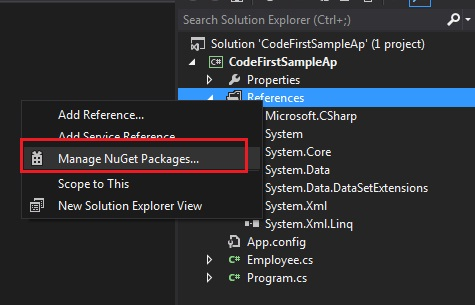 Search Solution Explorer (Ctrl+;)
Solution 'CodeFirstSampleAp' (1 project)
CodeFirstSampleAp
Properties
References
Add Reference...
Add Service Reference
Manage NuGet Packages...
Scope to This
New Solution Explorer View
Microsoft.CSharp
System
System.Core
System.Data
System.Data.DataSetExtensions
System.Xml
System.Xml.Linq
App.config
C# Employee.cs
C# Program.cs